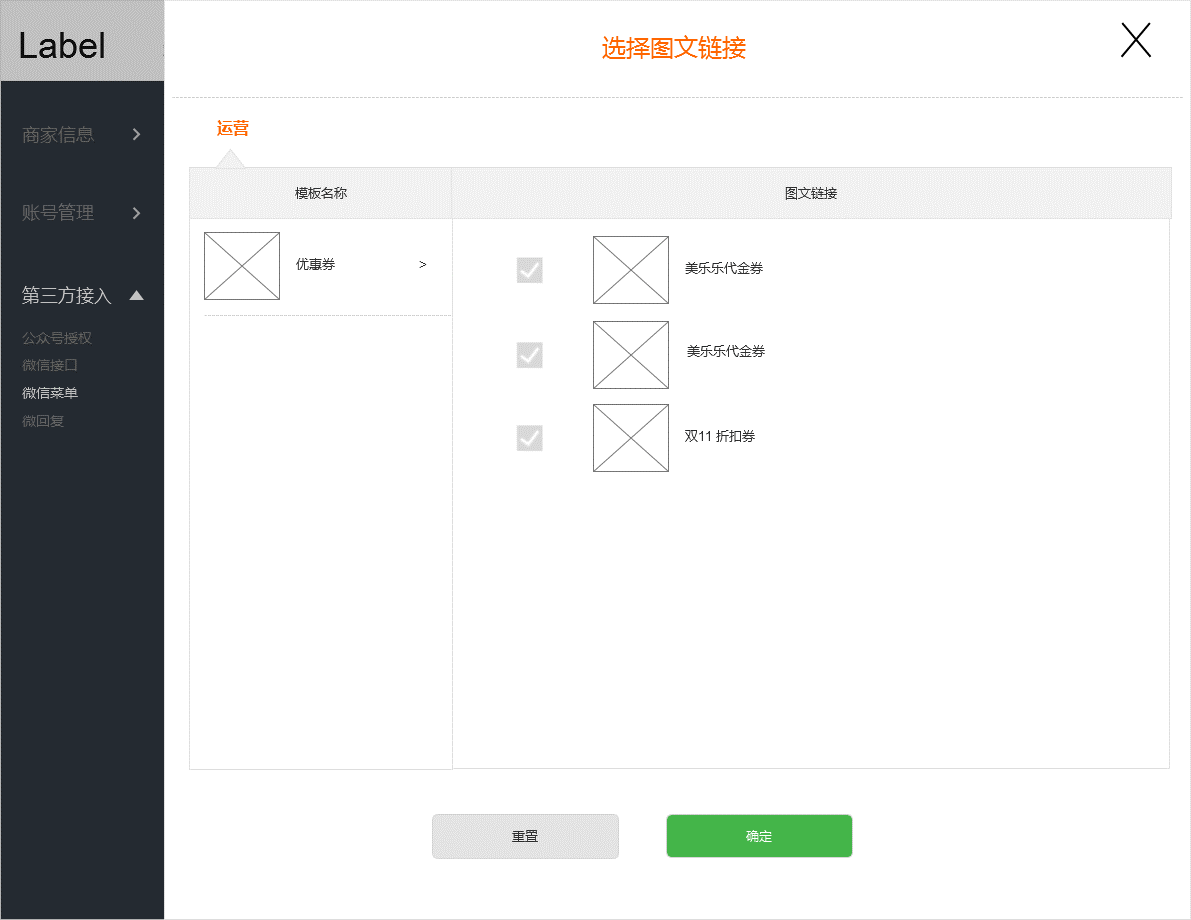 Label
选择图文链接
运营
商家信息
账号管理
第三方接入
公众号授权
微信接口
微信菜单
微回复
模板名称
图文链接
优惠券
>
美乐乐代金券
美乐乐代金券
双11 折扣券
重置
确定